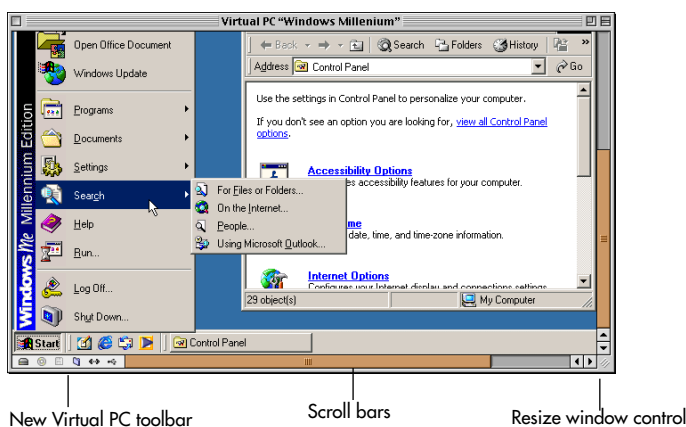 Virtual PC “Windows Millenium”
Open Office Document
Windows Update
Programs
Documents
Settings
Search
Help
Run...
Log Off...
Shut Down...
Windows Me Millennium Edition
Back
Search
Folders
History
»
Address
Control Panel
Go
Use the settings in Control Panel to personalize your computer.
If you don't see an option you are looking for, view all Control Panel
options.
Accessibility Options
es accessibility features for your computer.
For Files or Folders...
On the Internet...
People...
Using Microsoft Outlook...
me
date, time, and time-zone information.
Internet Options
Configures your Internet display and connections settings
29 object(s)
My Computer
Start
Control Panel
New Virtual PC toolbar
Scroll bars
Resize window control